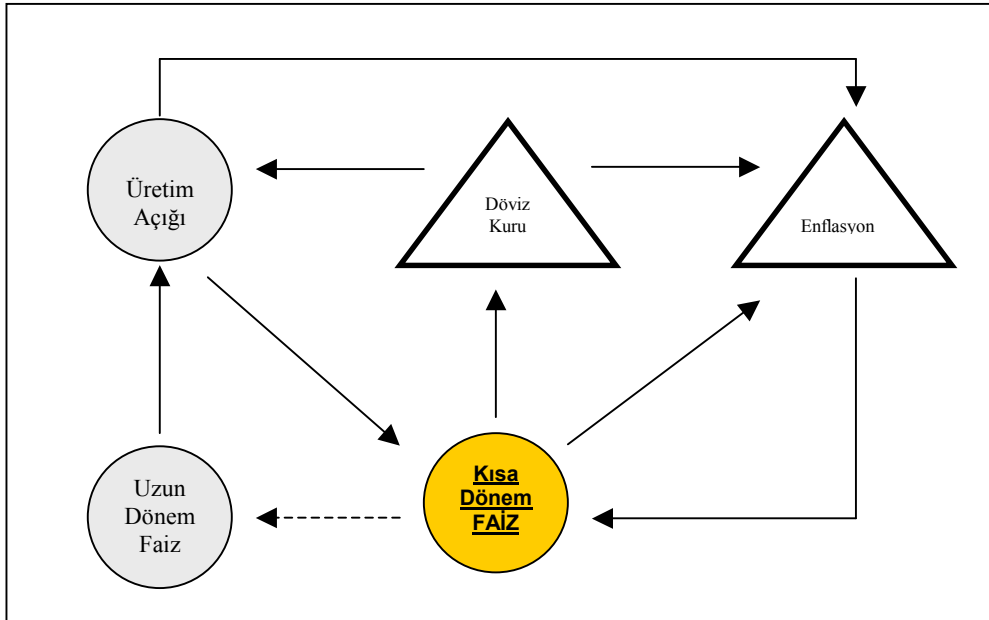 Üretim
Açığı
Döviz
Kuru
Enflasyon
Uzun
Dönem
Faiz
Kısa
Dönem
FAİZ